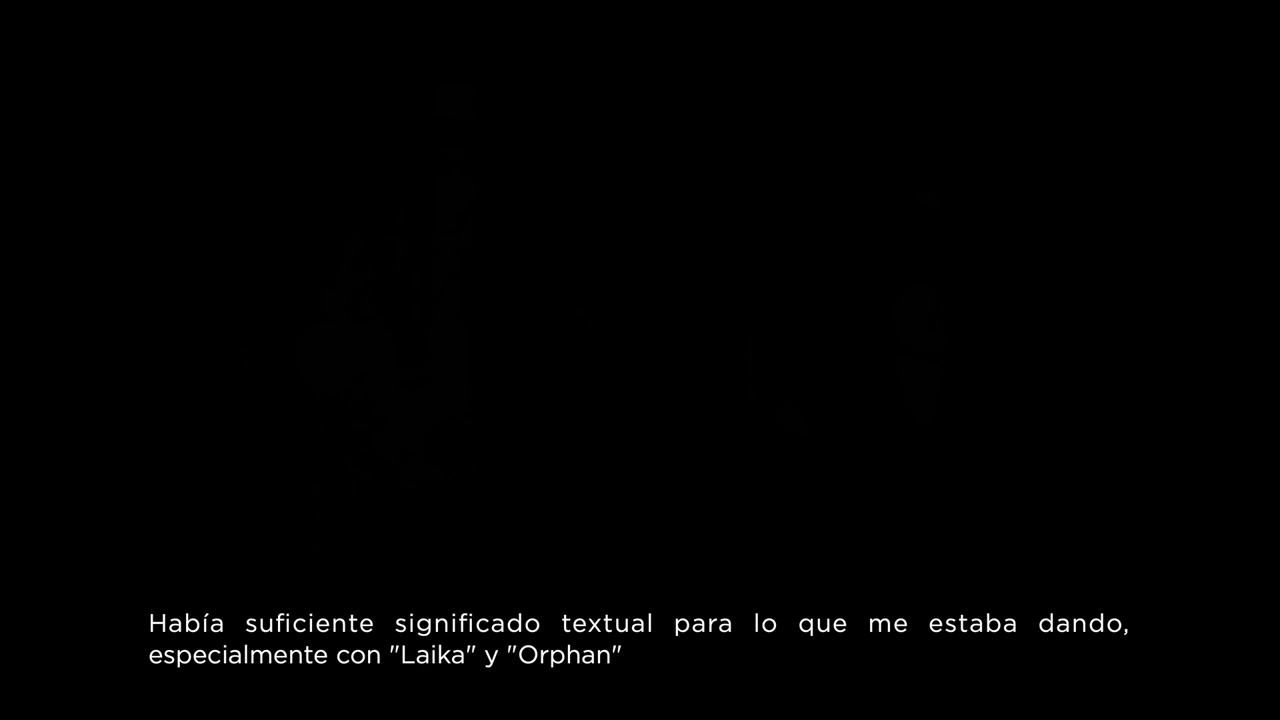 Había suficiente significado textual para lo que me estaba dando,
especialmente con "Laika" y "Orphan"